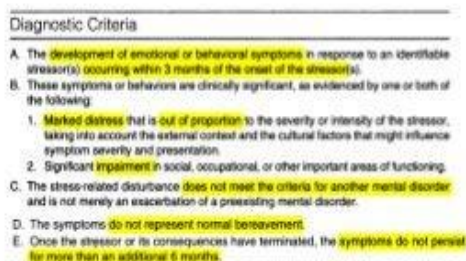 Diagnostic Criteria
A. The development of emotional or behavioral symptoms in response to an identifiable
stressor(s) occurring within 3 months of the onset of the stressor(s).
B. These symptoms or behaviors are clinically significant, as evidenced by one or both of
the following:
1. Marked distress that is out of proportion to the severity or intensity of the stressor,
taking into account the external context and the cultural factors that might influence
symptom severity and presentation.
2. Significant impairment in social, occupational, or other important areas of functioning.
C. The stress-related disturbance does not meet the criteria for another mental disorder
and is not merely an exacerbation of a preexisting mental disorder.
D. The symptoms do not represent normal bereavement.
E. Once the stressor or its consequences have terminated, the symptoms do not persist
for more than an additional 6 months.